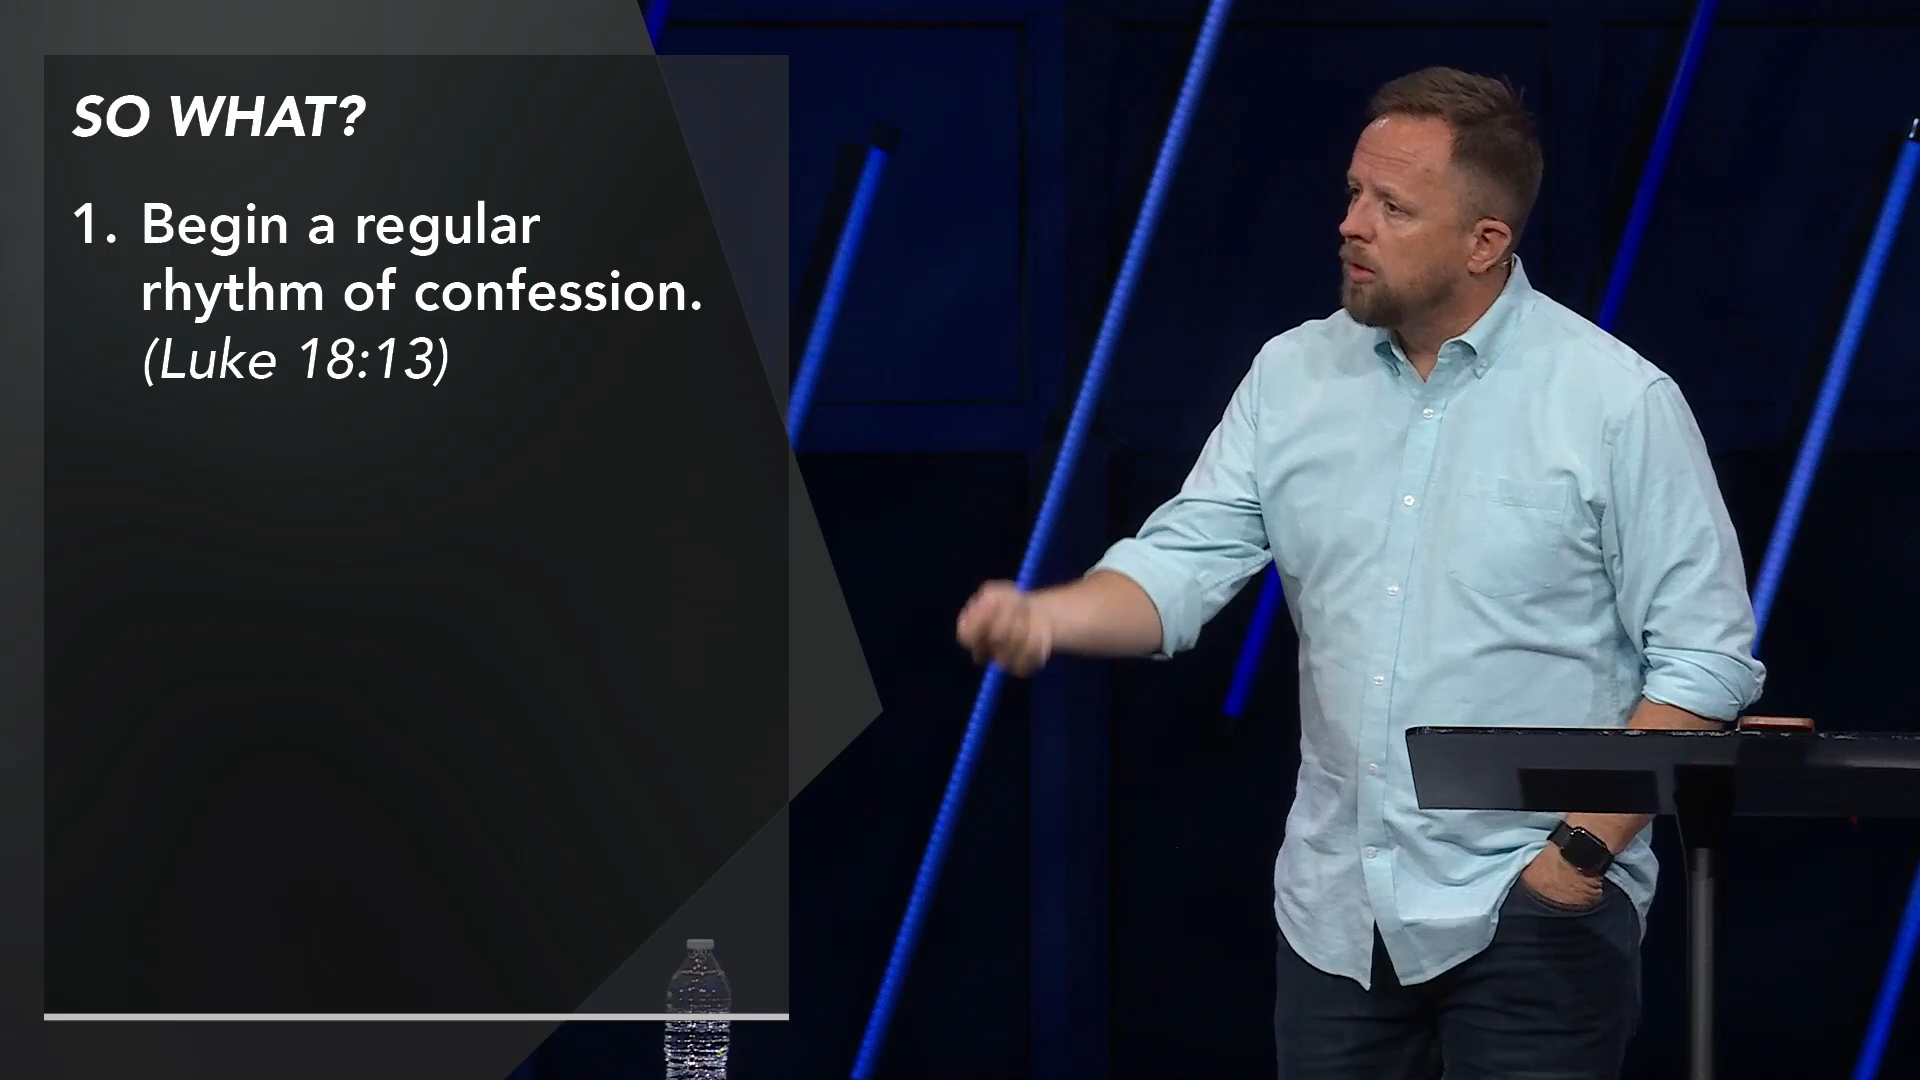 SO WHAT?
1. Begin a regular
rhythm of confession.
(Luke 18:13)